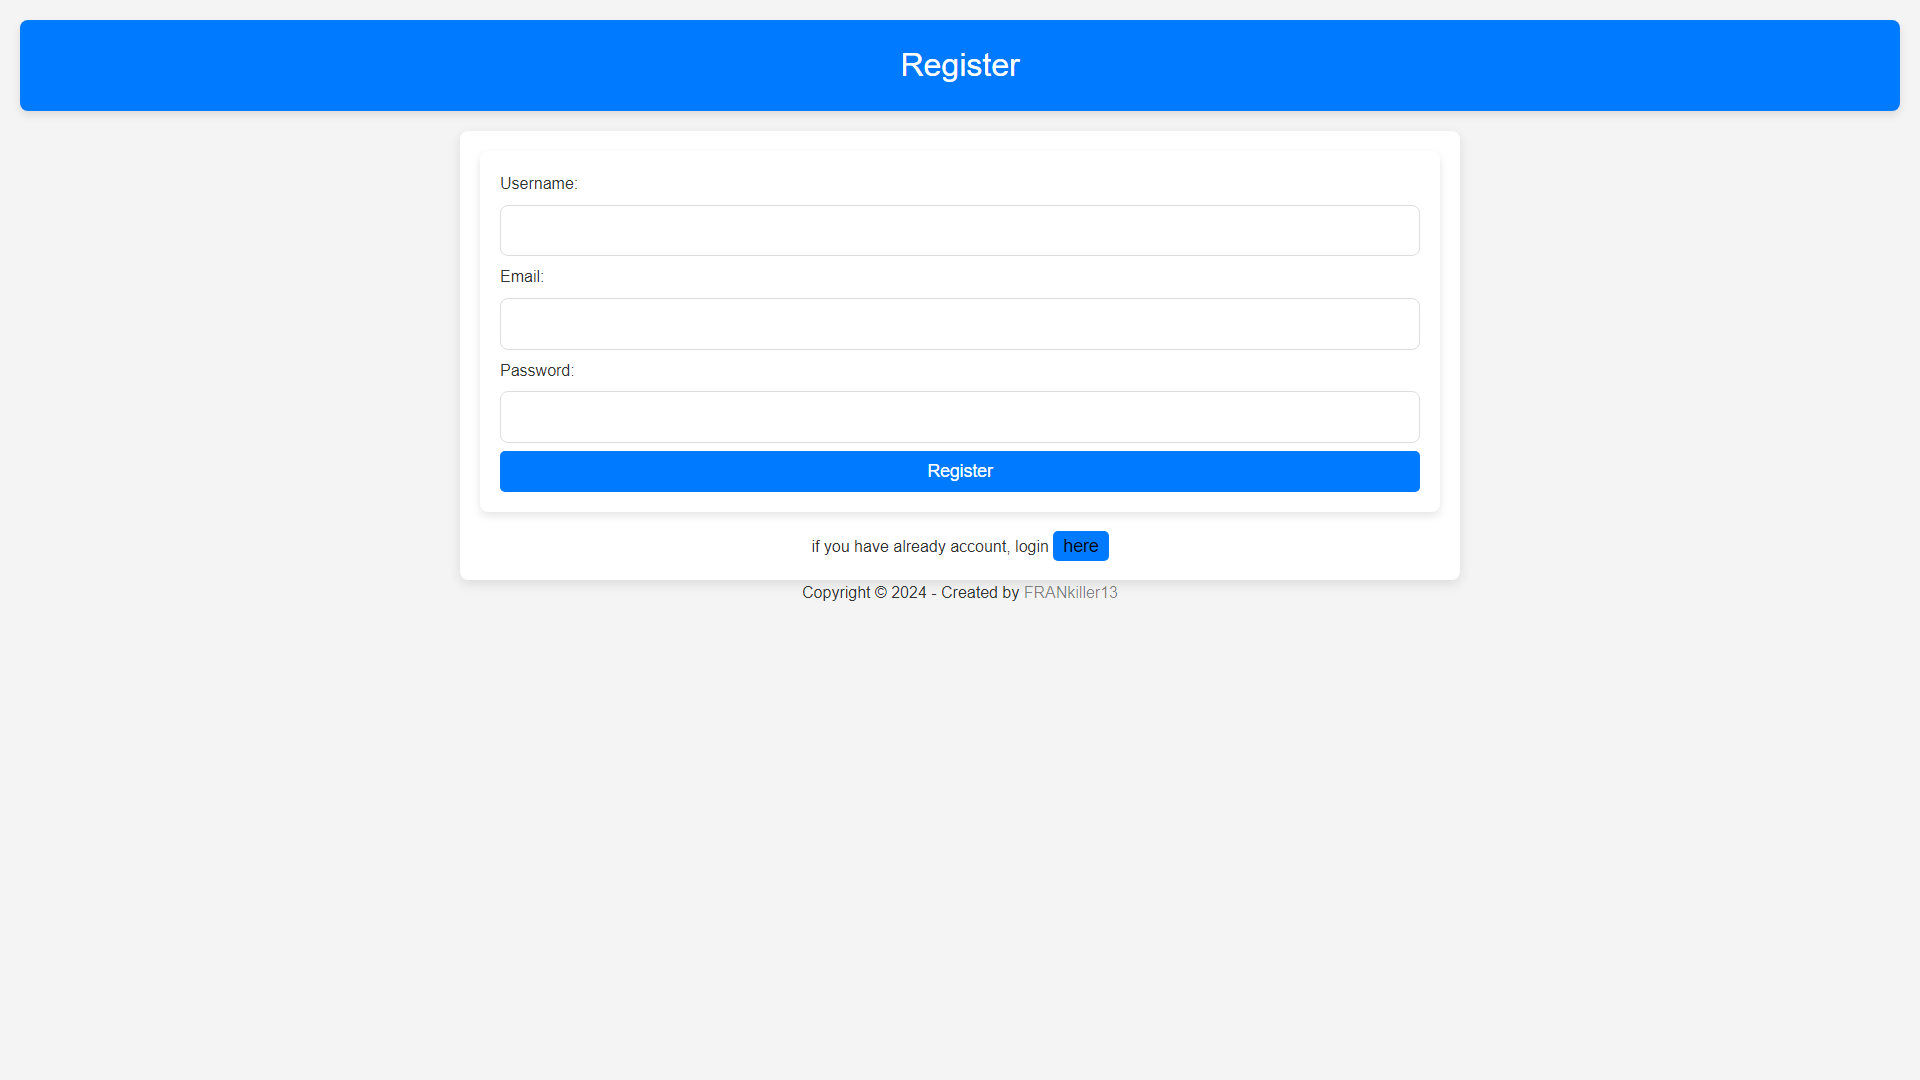 Register
Username:
Email:
Password:
Register
if you have already account, login here
Copyright © 2024 - Created by FRANkiller13